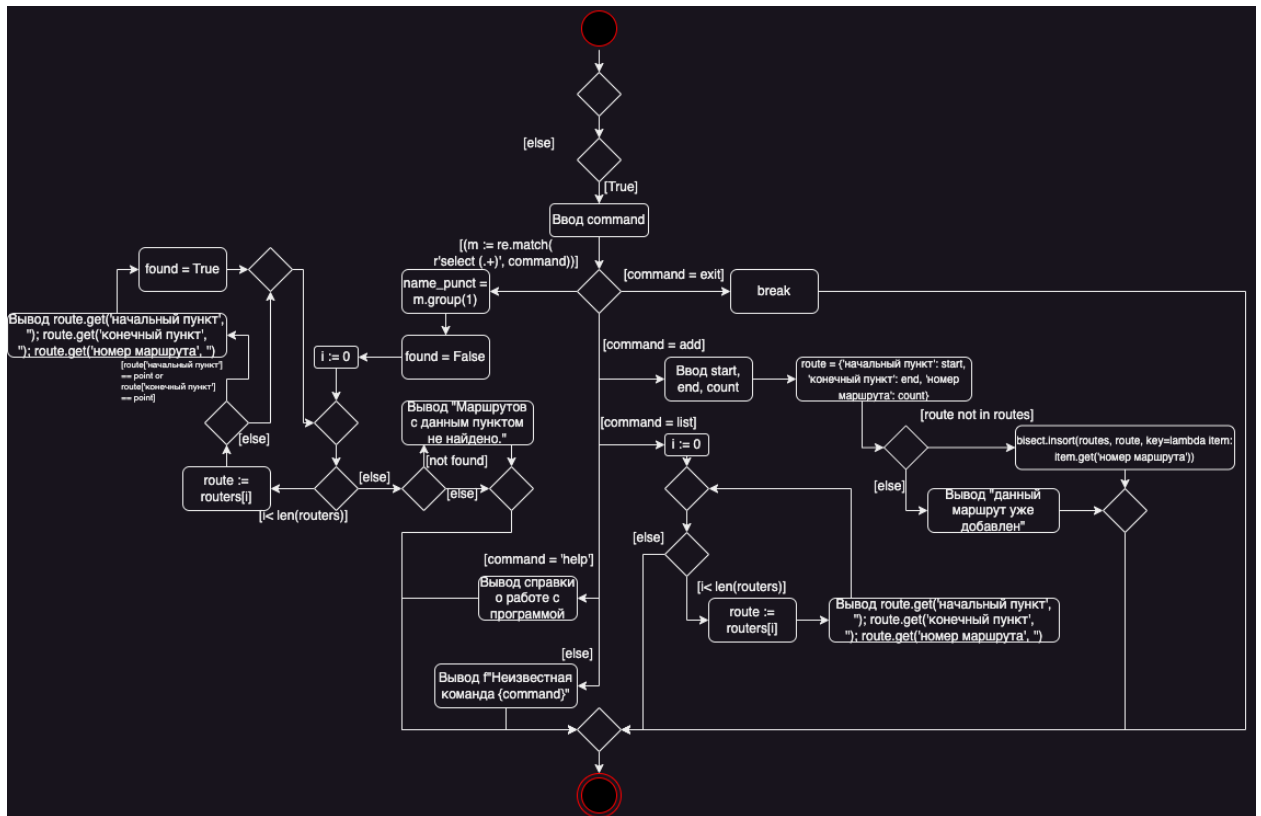 [else]
[True]
Ввод command
[(m := re.match(
r'select (.+)', command))]
[command = exit]
found = True
name_punct =
m.group(1)
break
Вывод route.get('начальный пункт',
''); route.get('конечный пункт',
''); route.get('номер маршрута', '')
[route['начальный пункт']
== point or
route['конечный пункт']
== point]
i := 0
found = False
[command = add]
Ввод start,
end, count
route = {'начальный пункт': start,
'конечный пункт': end, 'номер
маршрута': count}
[else]
Вывод "Маршрутов
с данным пунктом
не найдено."
[command = list]
i := 0
[route not in routes]
bisect.insort(routes, route, key=lambda item:
item.get('номер маршрута'))
[not found]
route :=
routers[i]
[else]
[else]
[else]
Вывод "данный
маршрут уже
добавлен"
[i< len(routers)]
[else]
[command = 'help']
Вывод справки
о работе с
программой
[i< len(routers)]
route :=
routers[i]
Вывод route.get('начальный пункт',
''); route.get('конечный пункт',
''); route.get('номер маршрута', '')
[else]
Вывод f"Неизвестная
команда {command}"